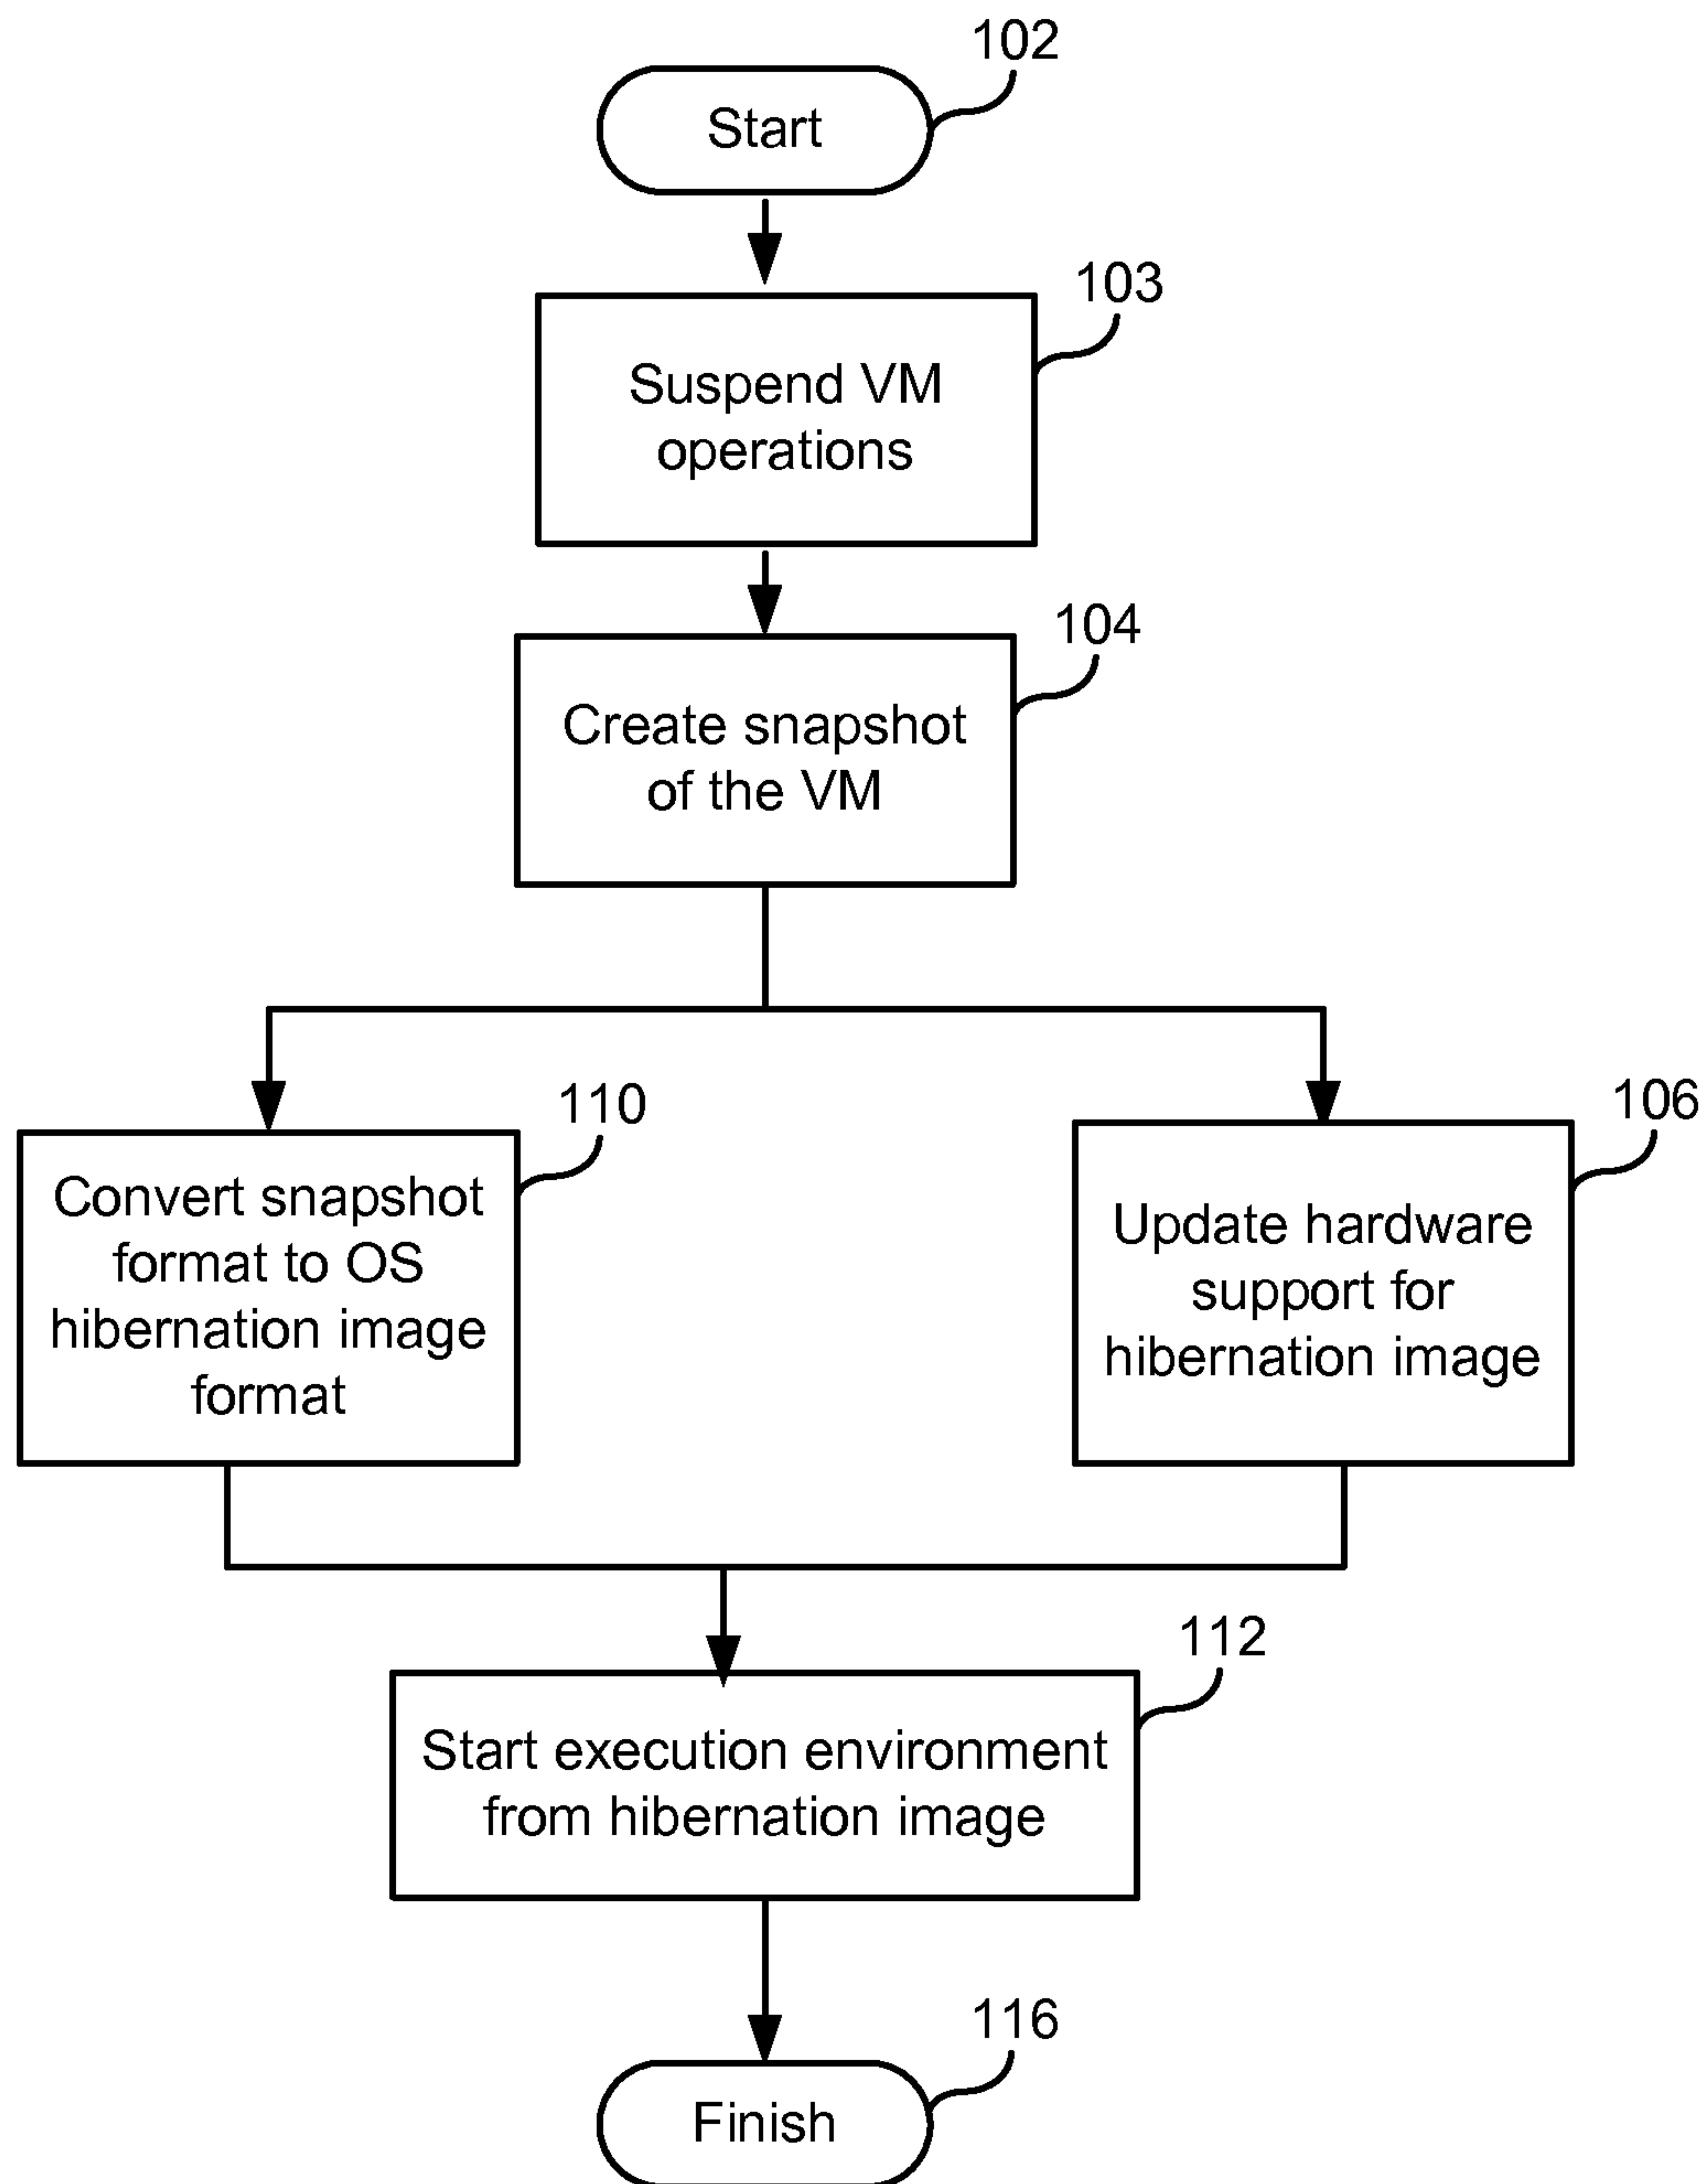 102
Start
103
Suspend VM
operations
104
Create snapshot
of the VM
110
Convert snapshot
format to OS
hibernation image
format
106
Update hardware
support for
hibernation image
112
Start execution environment
from hibernation image
116
Finish